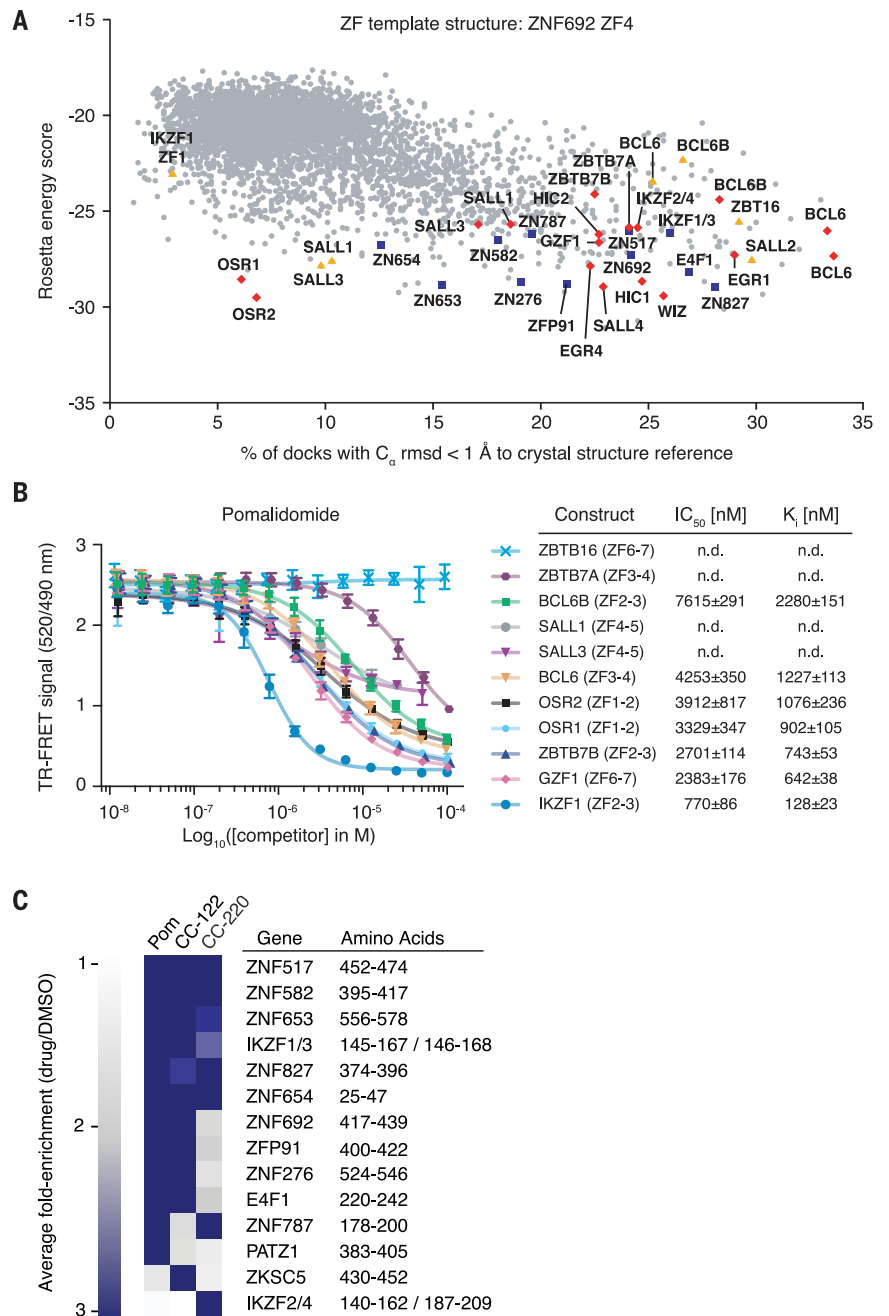 A
ZF template structure: ZNF692 ZF4
-15
-20
-25
-30
-35
Rosetta energy score
0
5
10
15
20
25
30
35
% of docks with Cα rmsd < 1 Å to crystal structure reference
IKZF1
ZF1
BCL6
BCL6B
ZBTB7A
ZBTB7B
IKZF2/4
BCL6B
SALL1
HIC2
ZBT16
SALL3
ZN787
IKZF1/3
BCL6
GZF1
ZN517
SALL1
ZN582
ZN692
E4F1
SALL2
ZN654
SALL3
OSR1
EGR1
BCL6
ZN653
ZN276
HIC1
ZN827
OSR2
ZFP91
SALL4
WIZ
EGR4
B
Pomalidomide
TR-FRET signal (520/490 nm)
3
2
1
0
10-8
10-7
10-6
10-5
10-4
Log10([competitor] in M)
Construct IC50 [nM] Ki [nM]
ZBTB16 (ZF6-7) n.d. n.d.
ZBTB7A (ZF3-4) n.d. n.d.
BCL6B (ZF2-3) 7615±291 2280±151
SALL1 (ZF4-5) n.d. n.d.
SALL3 (ZF4-5) n.d. n.d.
BCL6 (ZF3-4) 4253±350 1227±113
OSR2 (ZF1-2) 3912±817 1076±236
OSR1 (ZF1-2) 3329±347 902±105
ZBTB7B (ZF2-3) 2701±114 743±53
GZF1 (ZF6-7) 2383±176 642±38
IKZF1 (ZF2-3) 770±86 128±23
C
Average fold-enrichment (drug/DMSO)
1
2
3
Pom
CC-122
CC-220
Gene Amino Acids
ZNF517 452-474
ZNF582 395-417
ZNF653 556-578
IKZF1/3 145-167 / 146-168
ZNF827 374-396
ZNF654 25-47
ZNF692 417-439
ZFP91 400-422
ZNF276 524-546
E4F1 220-242
ZNF787 178-200
PATZ1 383-405
ZKSC5 430-452
IKZF2/4 140-162 / 187-209